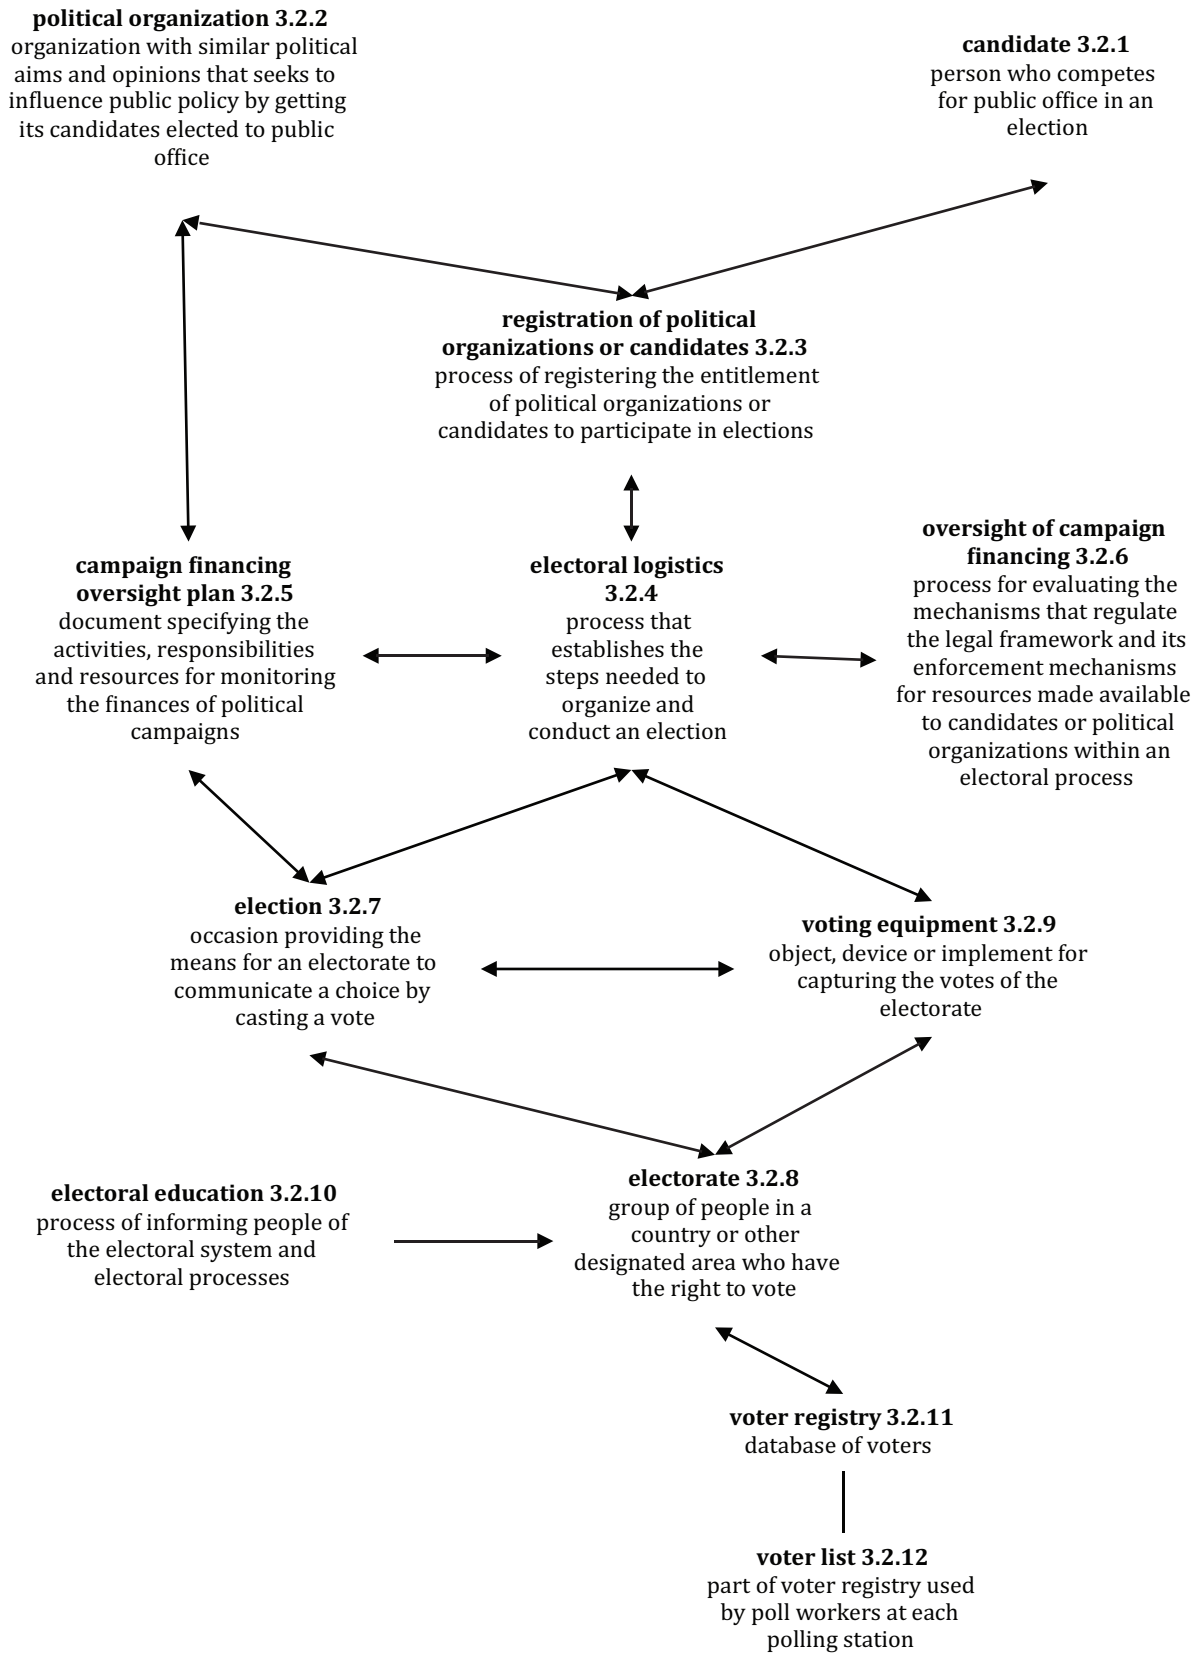 political organization 3.2.2
organization with similar political
aims and opinions that seeks to
influence public policy by getting
its candidates elected to public
office
candidate 3.2.1
person who competes
for public office in an
election
registration of political
organizations or candidates 3.2.3
process of registering the entitlement
of political organizations or
candidates to participate in elections
campaign financing
oversight plan 3.2.5
document specifying the
activities, responsibilities
and resources for monitoring
the finances of political
campaigns
electoral logistics
3.2.4
process that
establishes the
steps needed to
organize and
conduct an election
oversight of campaign
financing 3.2.6
process for evaluating the
mechanisms that regulate
the legal framework and its
enforcement mechanisms
for resources made available
to candidates or political
organizations within an
electoral process
election 3.2.7
occasion providing the
means for an electorate to
communicate a choice by
casting a vote
voting equipment 3.2.9
object, device or implement for
capturing the votes of the
electorate
electoral education 3.2.10
process of informing people of
the electoral system and
electoral processes
electorate 3.2.8
group of people in a
country or other
designated area who have
the right to vote
voter registry 3.2.11
database of voters
voter list 3.2.12
part of voter registry used
by poll workers at each
polling station